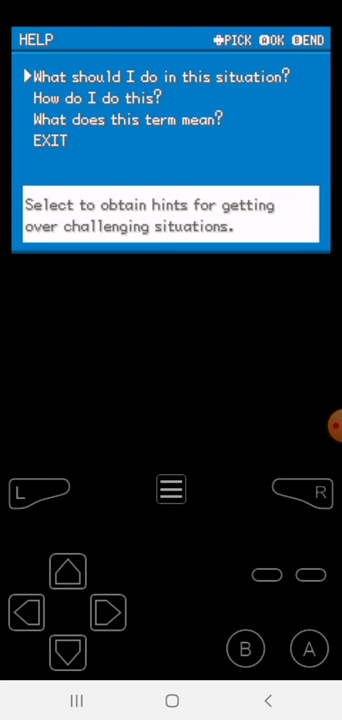 HELP
PICK AOK BEND
What should I do in this situation?
How do I do this?
What does this term mean?
EXIT
Select to obtain hints for getting
over challenging situations.
L
R
B
A